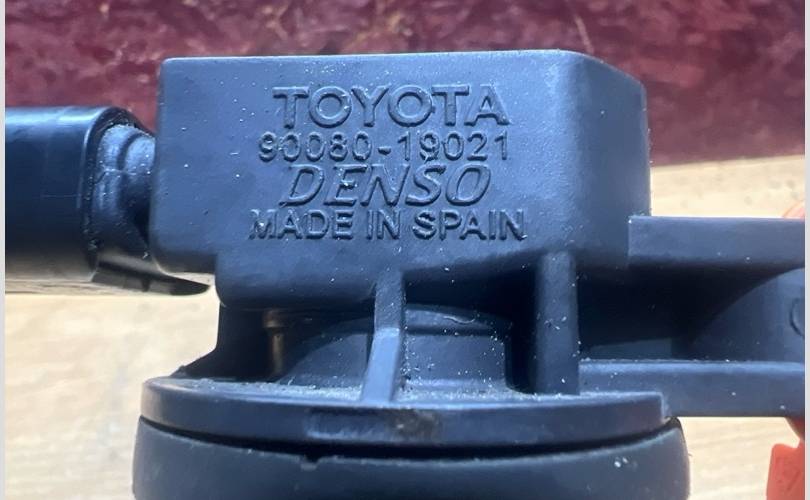 TOYOTA
90080-19021
DENSO
MADE IN SPAIN